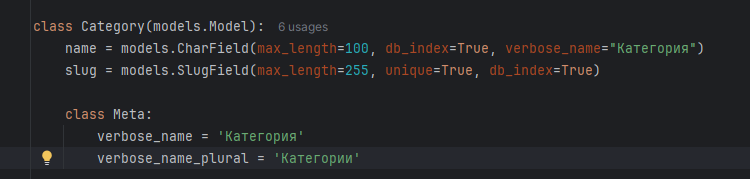 class Category(models.Model): 6 usages
    name = models.CharField(max_length=100, db_index=True, verbose_name="Категория")
    slug = models.SlugField(max_length=255, unique=True, db_index=True)
    class Meta:
        verbose_name = 'Категория'
        verbose_name_plural = 'Категории'